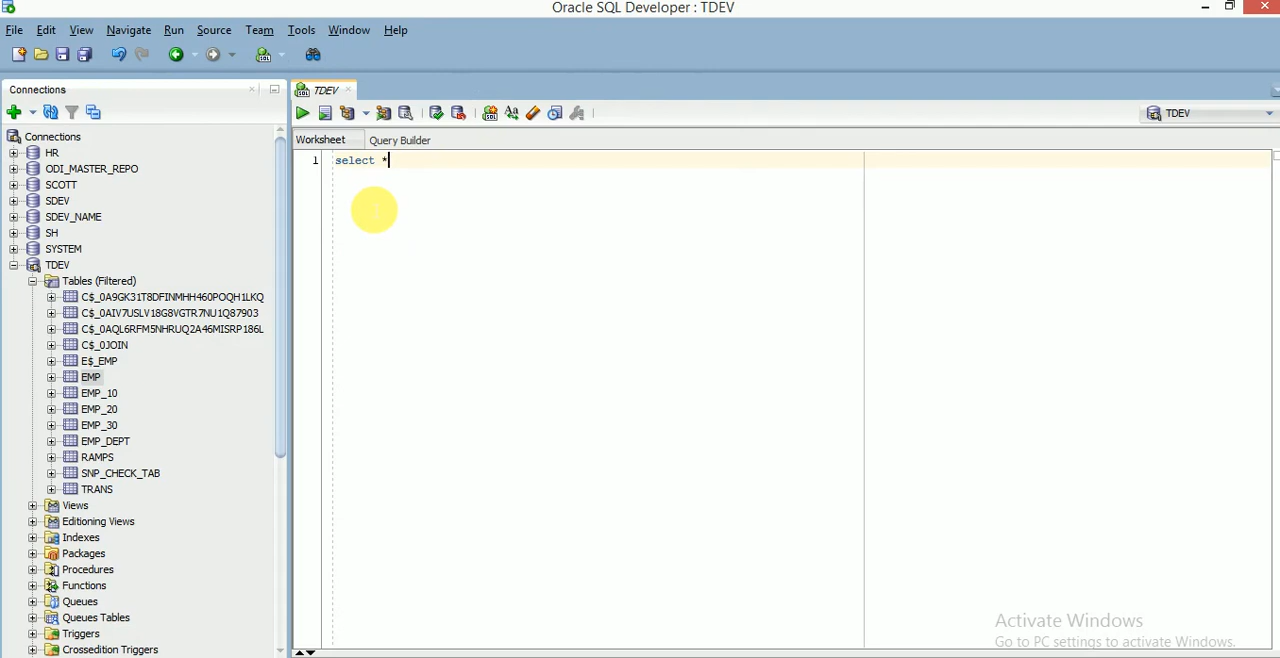 Oracle SQL Developer : TDEV
File Edit View Navigate Run Source Team Tools Window Help
Connections
TDEV
TDEV
Worksheet Query Builder
1 select *
Connections
HR
ODI_MASTER_REPO
SCOTT
SDEV
SDEV_NAME
SH
SYSTEM
TDEV
Tables (Filtered)
C$_0A9GK31T8DFINMHH460POQH1LKQ
C$_0AIV7USLV18G8VGTR7NU1Q87903
C$_0AQL6RFM5NHRUQ2A46MISRP186L
C$_0JOIN
E$_EMP
EMP
EMP_10
EMP_20
EMP_30
EMP_DEPT
RAMPS
SNP_CHECK_TAB
TRANS
Views
Editioning Views
Indexes
Packages
Procedures
Functions
Queues
Queues Tables
Triggers
Crossedition Triggers
Activate Windows
Go to PC settings to activate Windows.